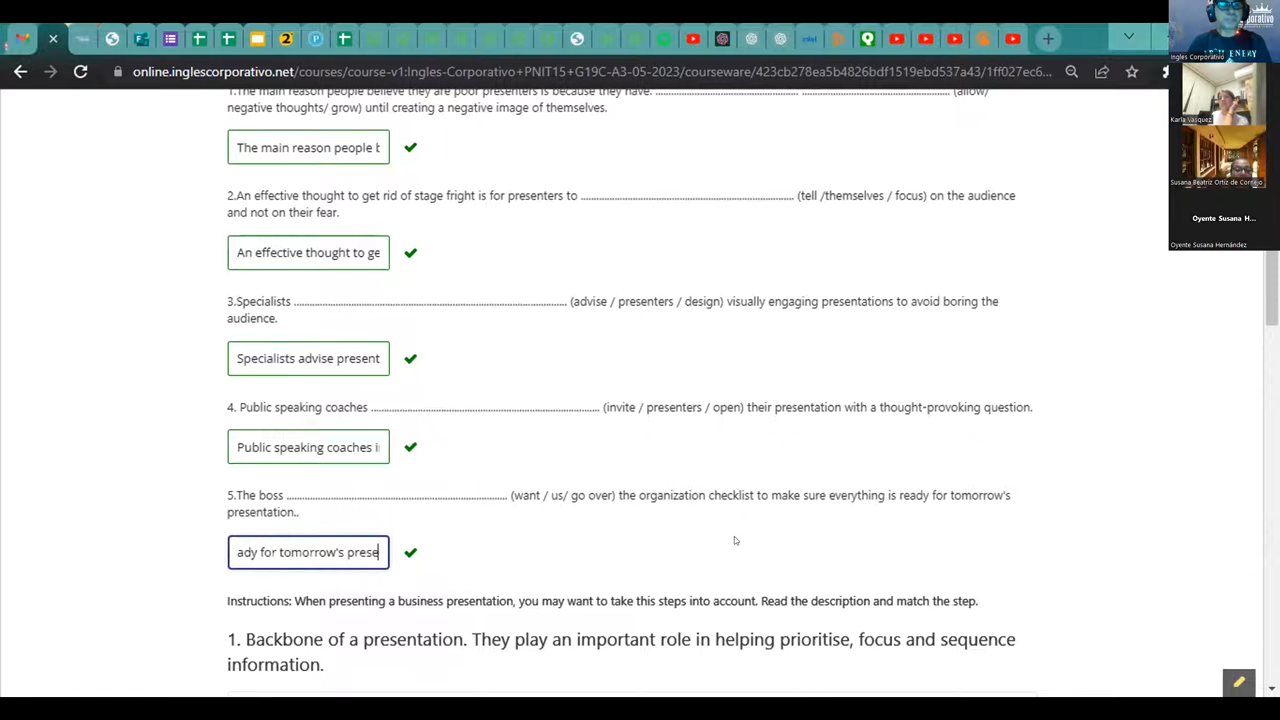 online.inglescorporativo.net/courses/course-v1:Ingles-Corporativo+PNIT15+G19C-A3-05-2023/courseware/423cb278ea5b4826bdf1519ebd537a43/1ff027ec6...
1.The main reason people believe they are poor presenters is because they have. .................................................. .................................................... (allow/
negative thoughts/ grow) until creating a negative image of themselves.
The main reason people b
2.An effective thought to get rid of stage fright is for presenters to .......................................................................... (tell /themselves / focus) on the audience
and not on their fear.
An effective thought to ge
3.Specialists ............................................................................................... (advise / presenters / design) visually engaging presentations to avoid boring the
audience.
Specialists advise present
4. Public speaking coaches ................................................................................ (invite / presenters / open) their presentation with a thought-provoking question.
Public speaking coaches i
5.The boss ............................................................................. (want / us/ go over) the organization checklist to make sure everything is ready for tomorrow's
presentation..
ady for tomorrow's prese
Instructions: When presenting a business presentation, you may want to take this steps into account. Read the description and match the step.
1. Backbone of a presentation. They play an important role in helping prioritise, focus and sequence
information.
Ingles Corporativo
Karla Vasquez
Susana Beatriz Ortiz de Cornejo
Oyente Susana H...
Oyente Susana Hernández